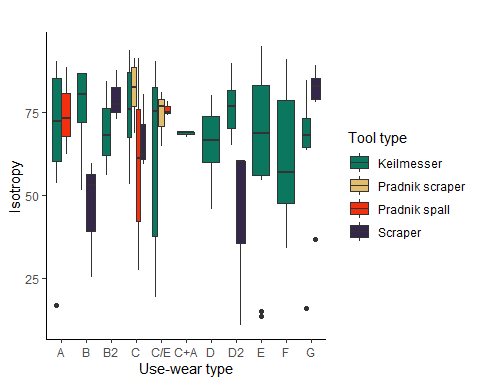 Isotropy
75
50
25
A B B2 C C/E C+A D D2 E F G
Use-wear type
Tool type
Keilmesser
Pradnik scraper
Pradnik spall
Scraper